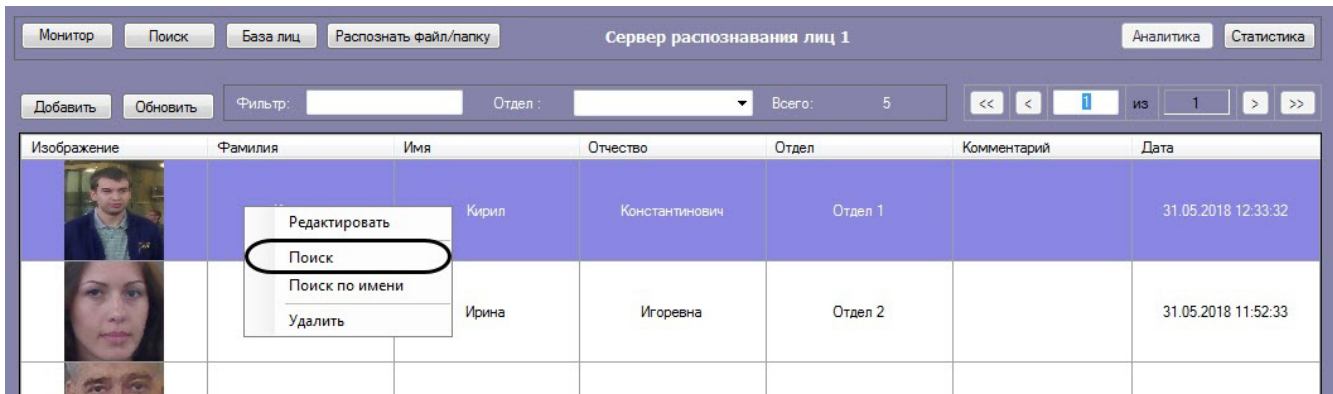 Монитор Поиск База лиц Распознать файл/папку Сервер распознавания лиц 1 Аналитика Статистика
Добавить Обновить Фильтр: Отдел : Всего: 5 << < 1 из 1 > >>
Изображение Фамилия Имя Отчество Отдел Комментарий Дата
Кирил Константинович Отдел 1 31.05.2018 12:33:32
Редактировать
Поиск
Поиск по имени
Ирина Игоревна Отдел 2 31.05.2018 11:52:33
Удалить